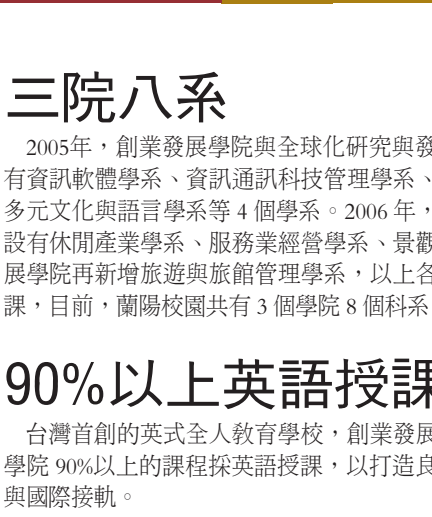 三院八系
2005年，創業發展學院與全球化研究與發
有資訊軟體學系、資訊通訊科技管理學系、
多元文化與語言學系等 4 個學系。2006 年，
設有休閒產業學系、服務業經營學系、景觀
展學院再新增旅遊與旅館管理學系，以上各
課，目前，蘭陽校園共有 3 個學院 8 個科系
90%以上英語授課
台灣首創的英式全人教育學校，創業發展
學院 90%以上的課程採英語授課，以打造良
與國際接軌。